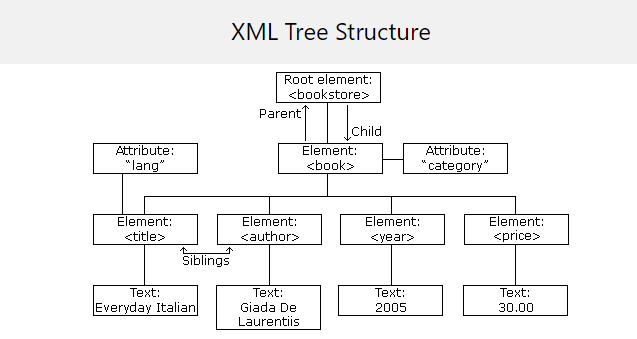 XML Tree Structure
Root element:
<bookstore>
Parent
Child
Attribute:
“lang”
Element:
<book>
Attribute:
“category”
Element:
<title>
Element:
<author>
Element:
<year>
Element:
<price>
Siblings
Text:
Everyday Italian
Text:
Giada De
Laurentiis
Text:
2005
Text:
30.00